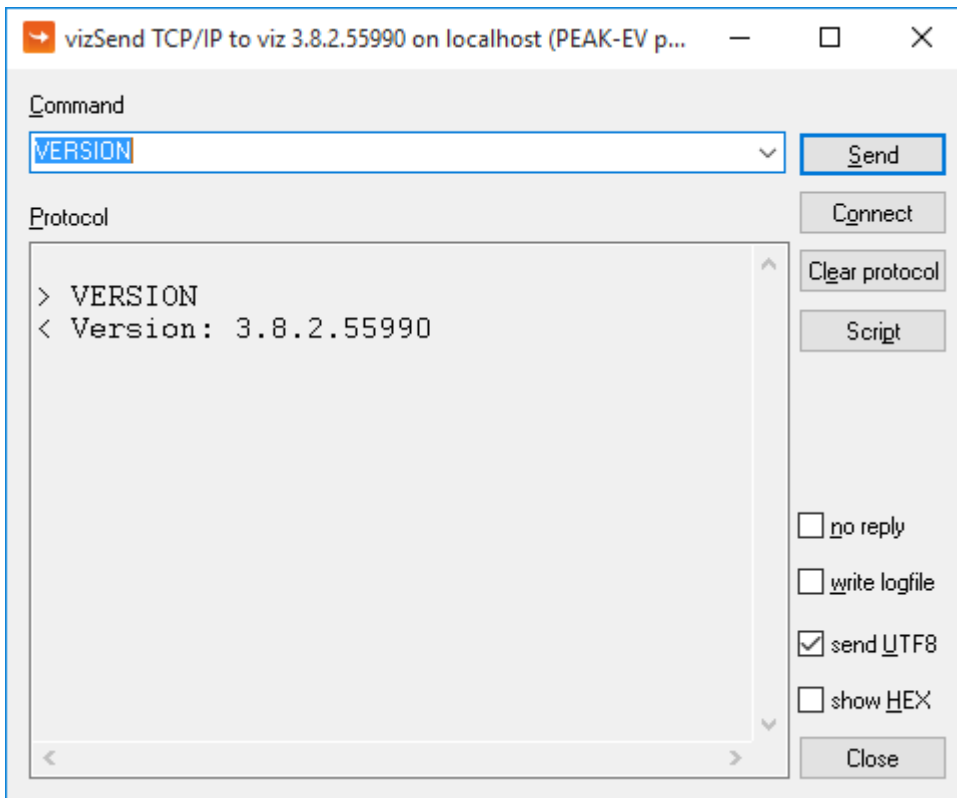 vizSend TCP/IP to viz 3.8.2.55990 on localhost (PEAK-EV p...
Command
VERSION
Send
Protocol
Connect
Clear protocol
Script
> VERSION
< Version: 3.8.2.55990
no reply
write logfile
send UTF8
show HEX
Close